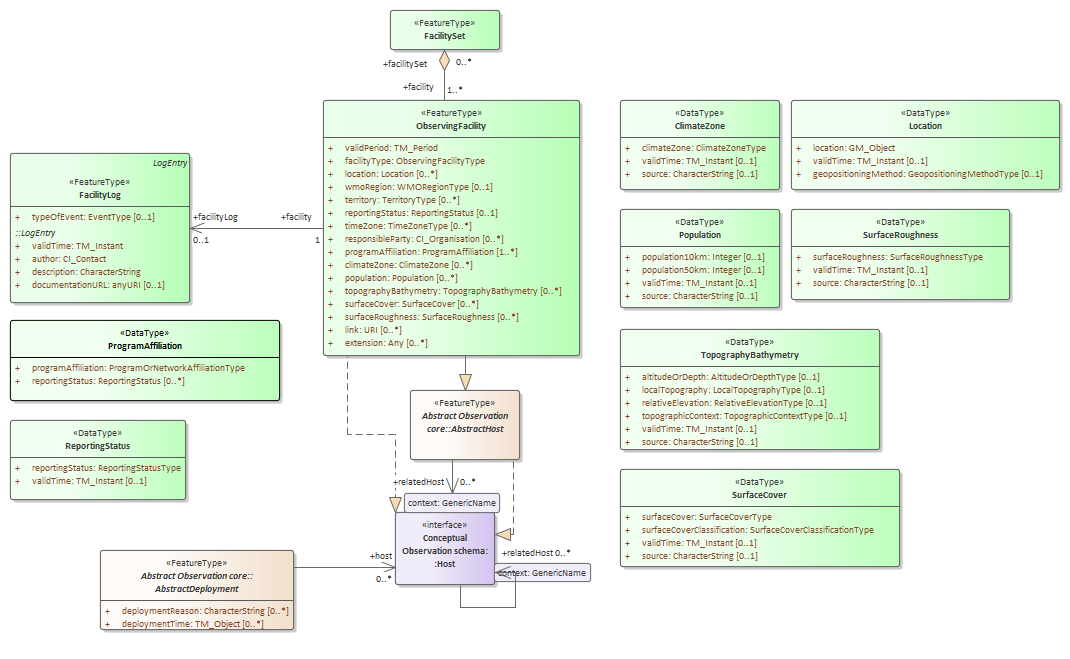 «FeatureType»
FacilitySet
+facilitySet
0..*
+facility
1..*
«FeatureType»
ObservingFacility
+ validPeriod: TM_Period
+ facilityType: ObservingFacilityType
+ location: Location [0..*]
+ wmoRegion: WMORegionType [0..1]
+ territory: TerritoryType [0..*]
+ reportingStatus: ReportingStatus [0..1]
+ timeZone: TimeZoneType [0..*]
+ responsibleParty: CI_Organisation [0..*]
+ programAffiliation: ProgramAffiliation [1..*]
+ climateZone: ClimateZone [0..*]
+ population: Population [0..*]
+ topographyBathymetry: TopographyBathymetry [0..*]
+ surfaceCover: SurfaceCover [0..*]
+ surfaceRoughness: SurfaceRoughness [0..*]
+ link: URI [0..*]
+ extension: Any [0..*]
LogEntry
«FeatureType»
FacilityLog
+ typeOfEvent: EventType [0..1]
::LogEntry
+ validTime: TM_Instant
+ author: CI_Contact
+ description: CharacterString
+ documentationURL: anyURI [0..1]
+facilityLog
0..1
+facility
1
«DataType»
ProgramAffiliation
+ programAffiliation: ProgramOrNetworkAffiliationType
+ reportingStatus: ReportingStatus [0..*]
«DataType»
ReportingStatus
+ reportingStatus: ReportingStatusType
+ validTime: TM_Instant [0..1]
«DataType»
ClimateZone
+ climateZone: ClimateZoneType
+ validTime: TM_Instant [0..1]
+ source: CharacterString [0..1]
«DataType»
Location
+ location: GM_Object
+ validTime: TM_Instant [0..1]
+ geopositioningMethod: GeopositioningMethodType [0..1]
«DataType»
Population
+ population10km: Integer [0..1]
+ population50km: Integer [0..1]
+ validTime: TM_Instant [0..1]
+ source: CharacterString [0..1]
«DataType»
SurfaceRoughness
+ surfaceRoughness: SurfaceRoughnessType
+ validTime: TM_Instant [0..1]
+ source: CharacterString [0..1]
«DataType»
TopographyBathymetry
+ altitudeOrDepth: AltitudeOrDepthType [0..1]
+ localTopography: LocalTopographyType [0..1]
+ relativeElevation: RelativeElevationType [0..1]
+ topographicContext: TopographicContextType [0..1]
+ validTime: TM_Instant [0..1]
+ source: CharacterString [0..1]
«DataType»
SurfaceCover
+ surfaceCover: SurfaceCoverType
+ surfaceCoverClassification: SurfaceCoverClassificationType
+ validTime: TM_Instant [0..1]
+ source: CharacterString [0..1]
«FeatureType»
Abstract Observation
core::AbstractHost
+relatedHost
0..*
context: GenericName
«interface»
Conceptual
Observation schema:
:Host
+relatedHost 0..*
context: GenericName
+host
0..*
«FeatureType»
Abstract Observation core::
AbstractDeployment
+ deploymentReason: CharacterString [0..*]
+ deploymentTime: TM_Object [0..*]